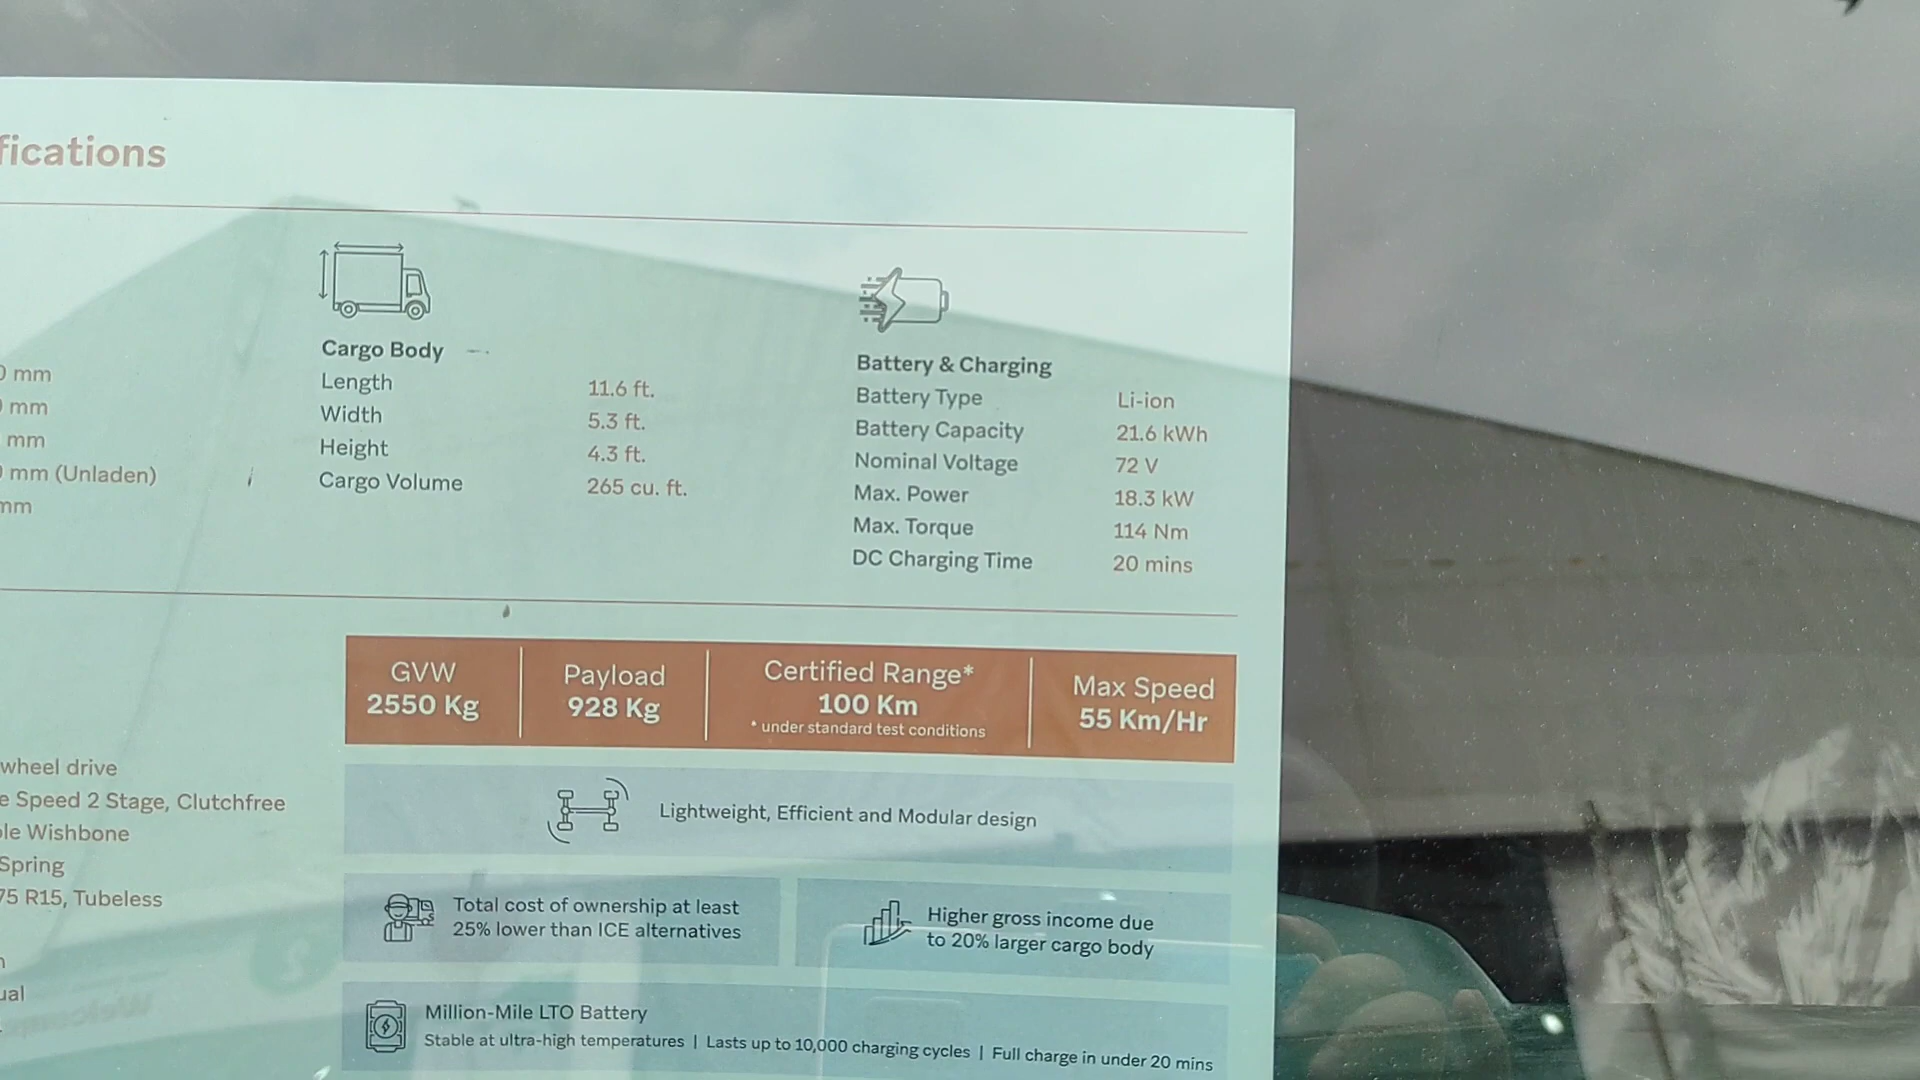 fications
0 mm
mm
mm
mm (Unladen)
mm
Cargo Body
Length 11.6 ft.
Width 5.3 ft.
Height 4.3 ft.
Cargo Volume 265 cu. ft.
Battery & Charging
Battery Type Li-ion
Battery Capacity 21.6 kWh
Nominal Voltage 72 V
Max. Power 18.3 kW
Max. Torque 114 Nm
DC Charging Time 20 mins
GVW
2550 Kg
Payload
928 Kg
Certified Range*
100 Km
* under standard test conditions
Max Speed
55 Km/Hr
wheel drive
e Speed 2 Stage, Clutchfree
ble Wishbone
Spring
75 R15, Tubeless
ual
Lightweight, Efficient and Modular design
Total cost of ownership at least
25% lower than ICE alternatives
Higher gross income due
to 20% larger cargo body
Million-Mile LTO Battery
Stable at ultra-high temperatures | Lasts up to 10,000 charging cycles | Full charge in under 20 mins